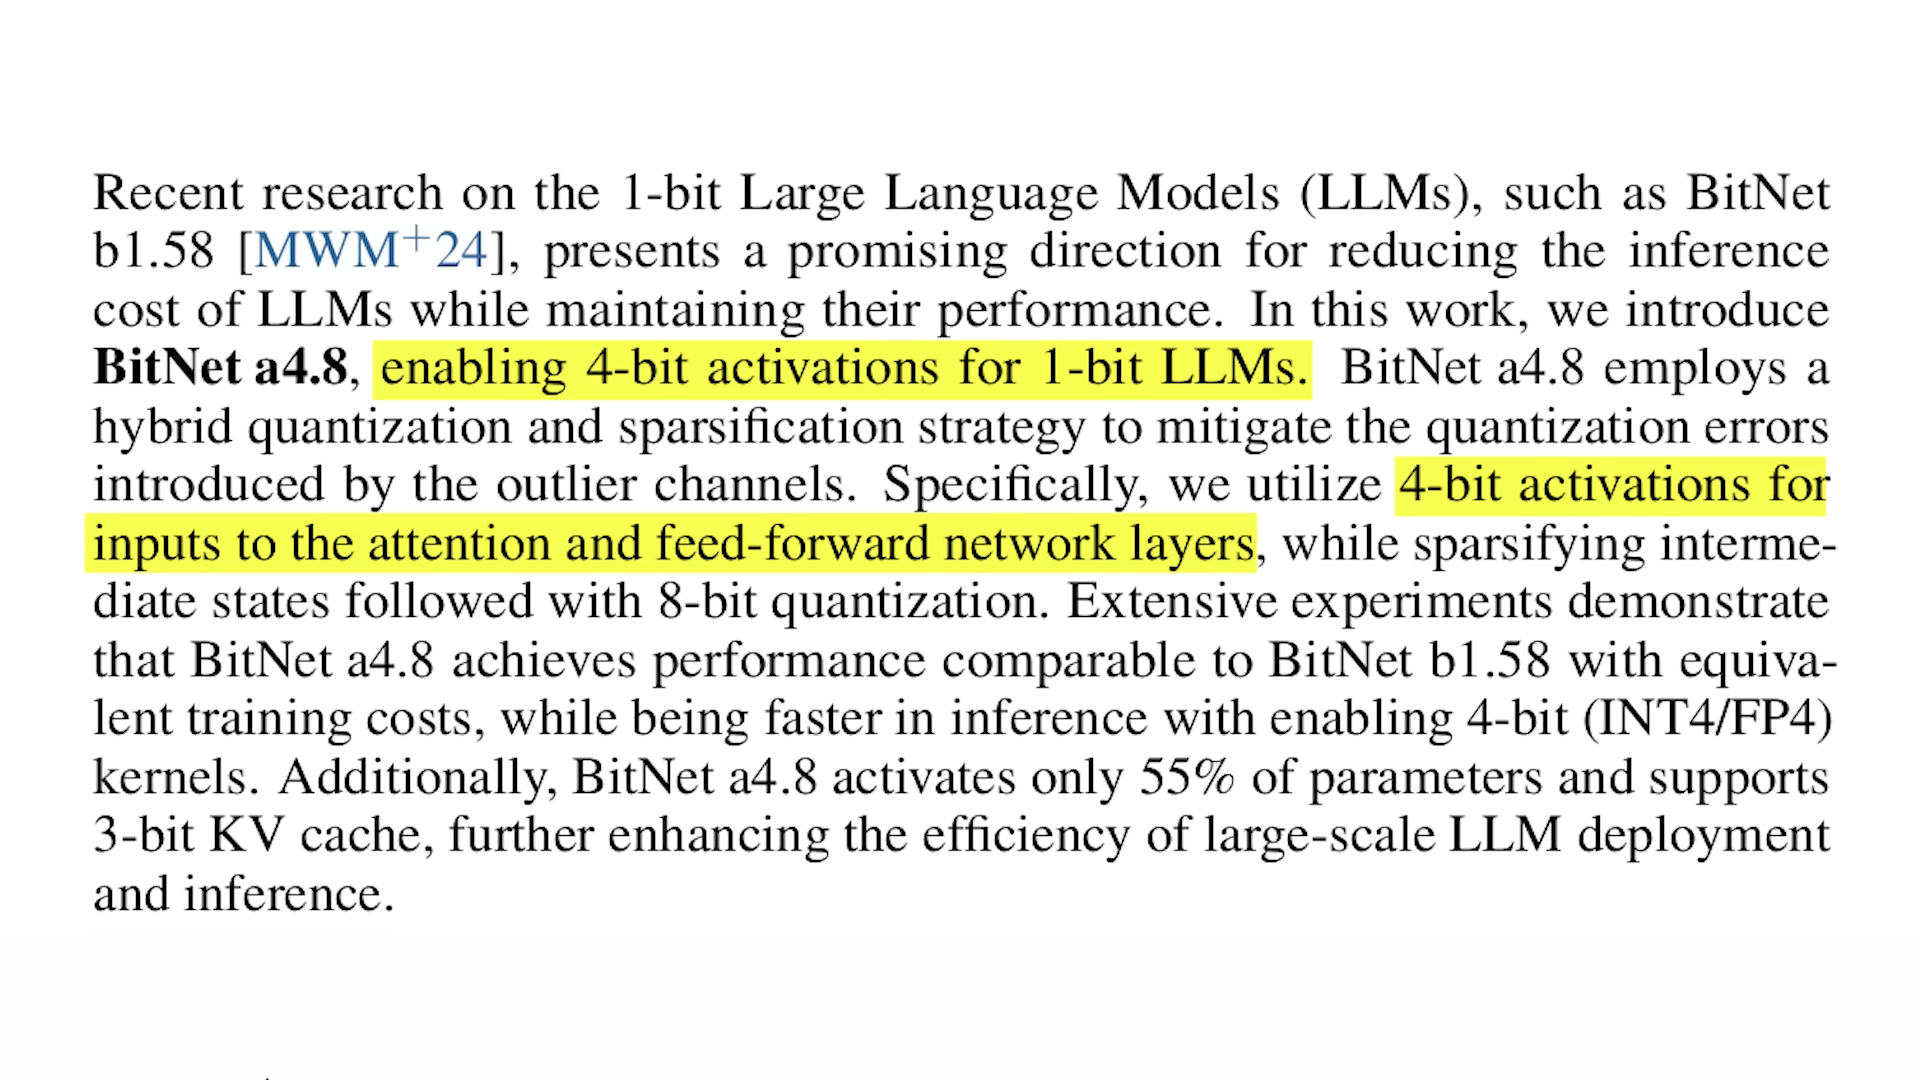 Recent research on the 1-bit Large Language Models (LLMs), such as BitNet
b1.58 [MWM+24], presents a promising direction for reducing the inference
cost of LLMs while maintaining their performance. In this work, we introduce
BitNet a4.8, enabling 4-bit activations for 1-bit LLMs. BitNet a4.8 employs a
hybrid quantization and sparsification strategy to mitigate the quantization errors
introduced by the outlier channels. Specifically, we utilize 4-bit activations for
inputs to the attention and feed-forward network layers, while sparsifying interme-
diate states followed with 8-bit quantization. Extensive experiments demonstrate
that BitNet a4.8 achieves performance comparable to BitNet b1.58 with equiva-
lent training costs, while being faster in inference with enabling 4-bit (INT4/FP4)
kernels. Additionally, BitNet a4.8 activates only 55% of parameters and supports
3-bit KV cache, further enhancing the efficiency of large-scale LLM deployment
and inference.